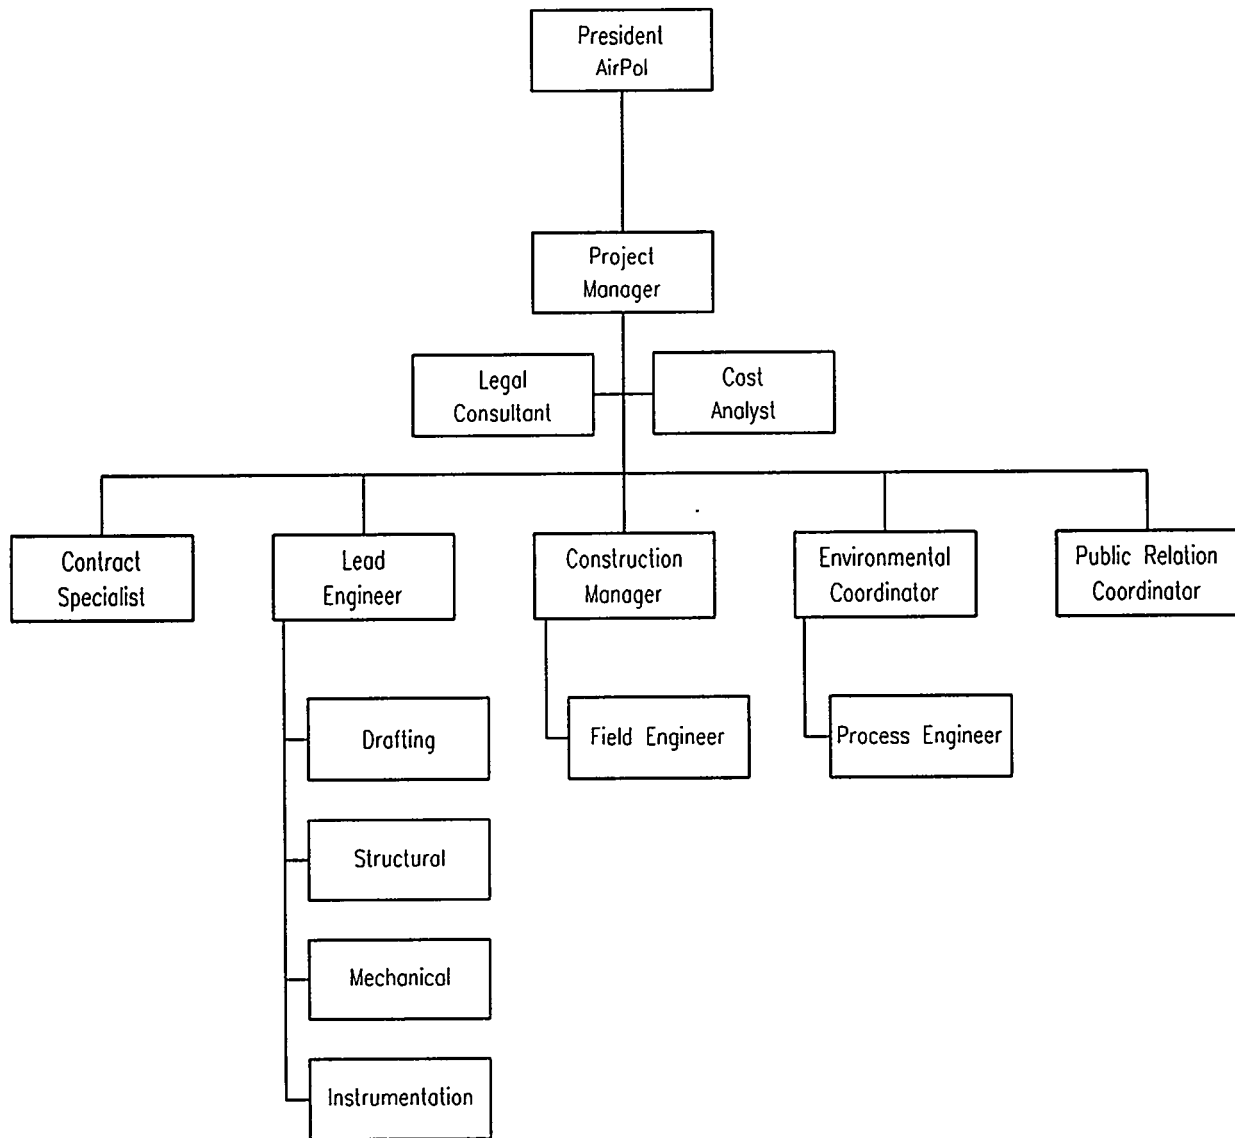 President
AirPol
Project
Manager
Legal
Consultant
Cost
Analyst
Contract
Specialist
Lead
Engineer
Construction
Manager
Environmental
Coordinator
Public Relation
Coordinator
Drafting
Field Engineer
Process Engineer
Structural
Mechanical
Instrumentation